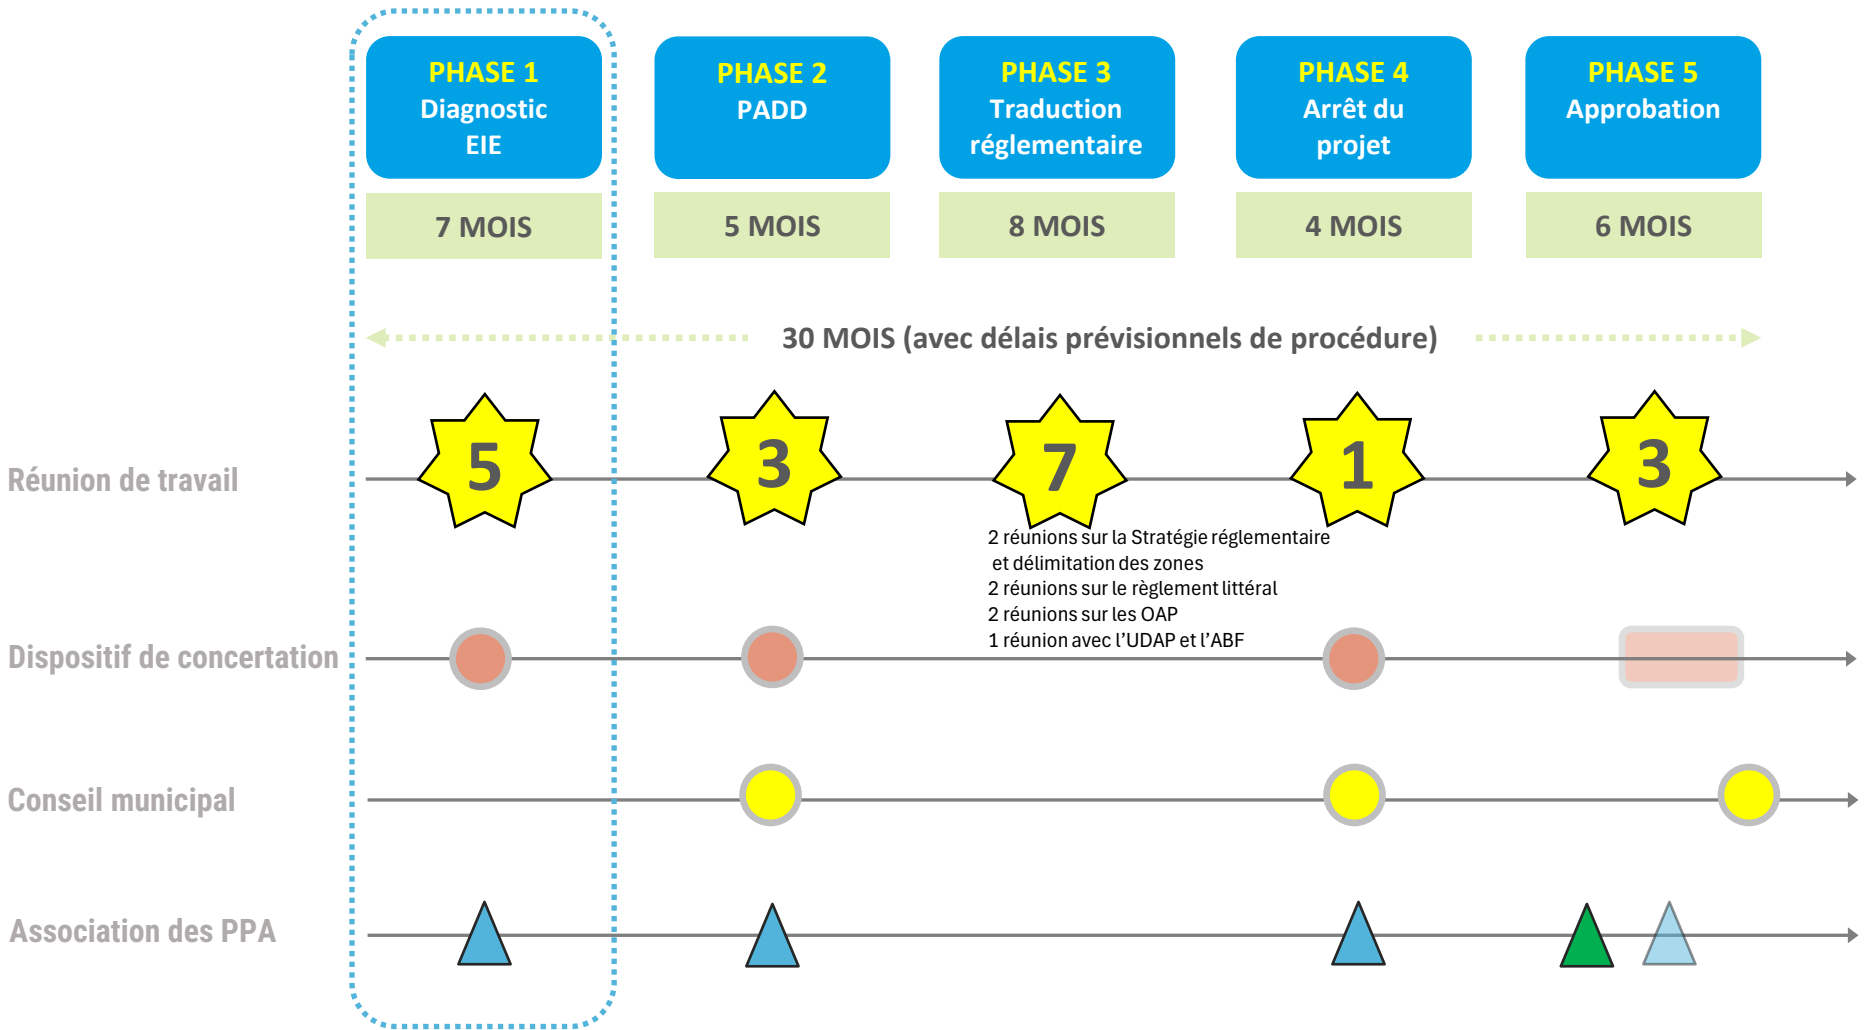 PHASE 1
Diagnostic
EIE
PHASE 2
PADD
PHASE 3
Traduction
réglementaire
PHASE 4
Arrêt du
projet
PHASE 5
Approbation
7 MOIS
5 MOIS
8 MOIS
4 MOIS
6 MOIS
30 MOIS (avec délais prévisionnels de procédure)
Réunion de travail
5
3
7
1
3
2 réunions sur la Stratégie réglementaire
et délimitation des zones
2 réunions sur le règlement littéral
2 réunions sur les OAP
1 réunion avec l’UDAP et l’ABF
Dispositif de concertation
Conseil municipal
Association des PPA